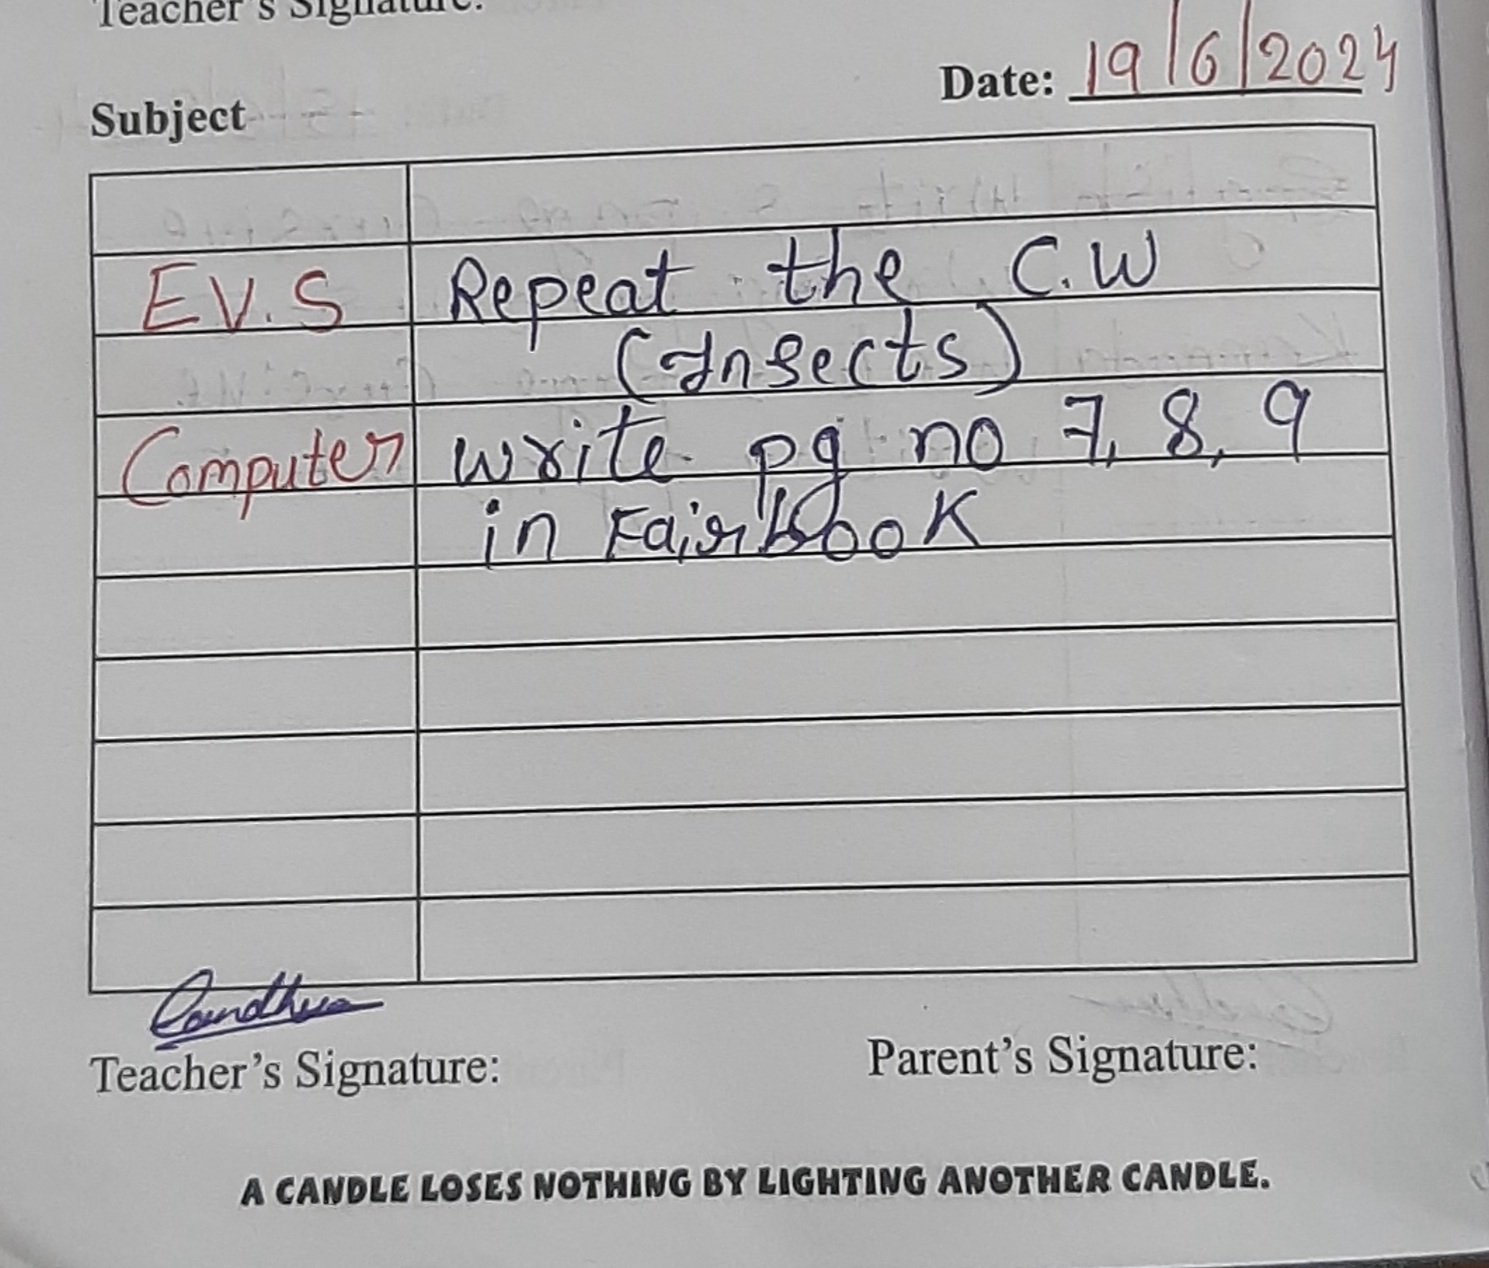 Teacher's Signature:
Date: 19/6/2024
Subject
E.V.S Repeat the C.W
(Insects)
Computer write pg no 7, 8, 9
in Fair book
Teacher's Signature: Parent's Signature:
A CANDLE LOSES NOTHING BY LIGHTING ANOTHER CANDLE.